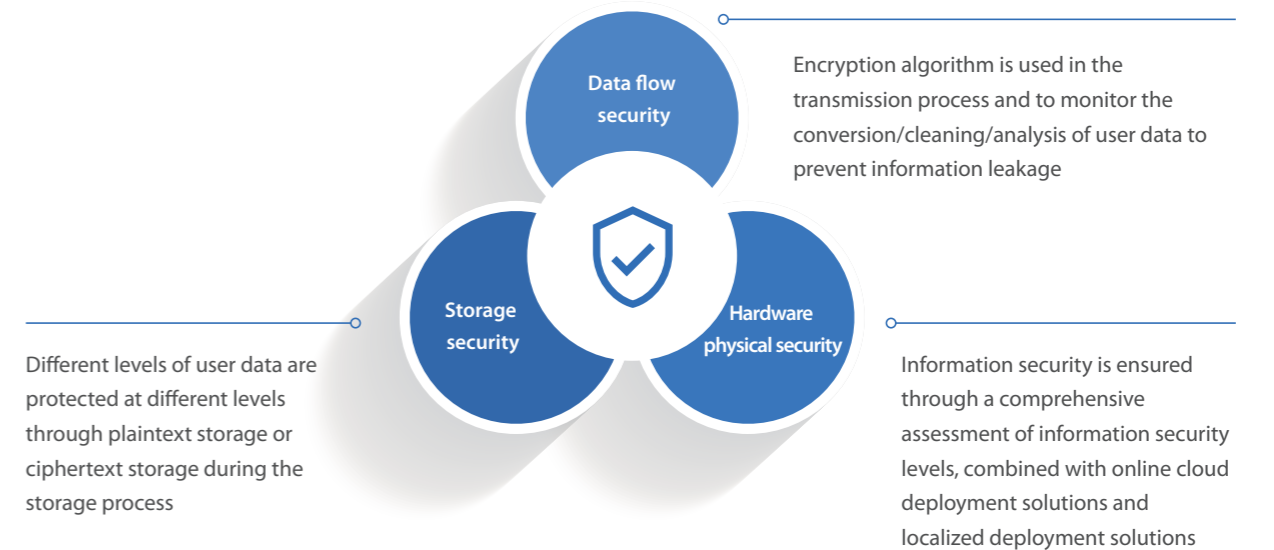 Data flow
security
Encryption algorithm is used in the
transmission process and to monitor the
conversion/cleaning/analysis of user data to
prevent information leakage
Storage
security
Different levels of user data are
protected at different levels
through plaintext storage or
ciphertext storage during the
storage process
Hardware
physical security
Information security is ensured
through a comprehensive
assessment of information security
levels, combined with online cloud
deployment solutions and
localized deployment solutions